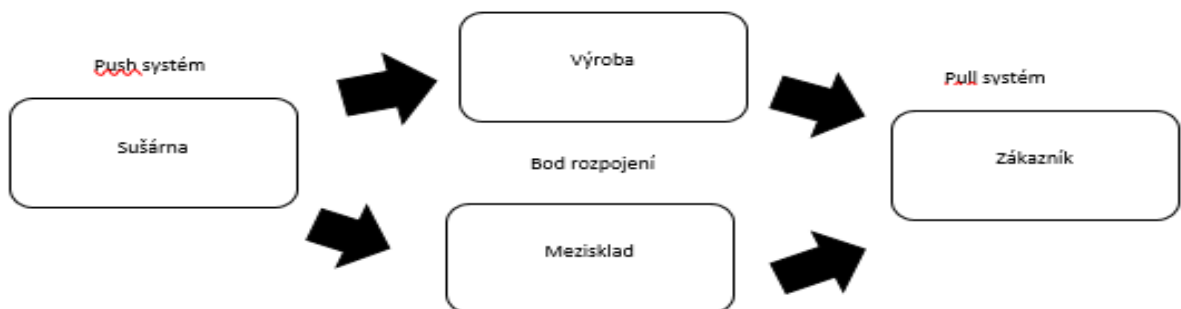 Push systém
Sušárna
Výroba
Bod rozpojení
Mezisklad
Pull systém
Zákazník